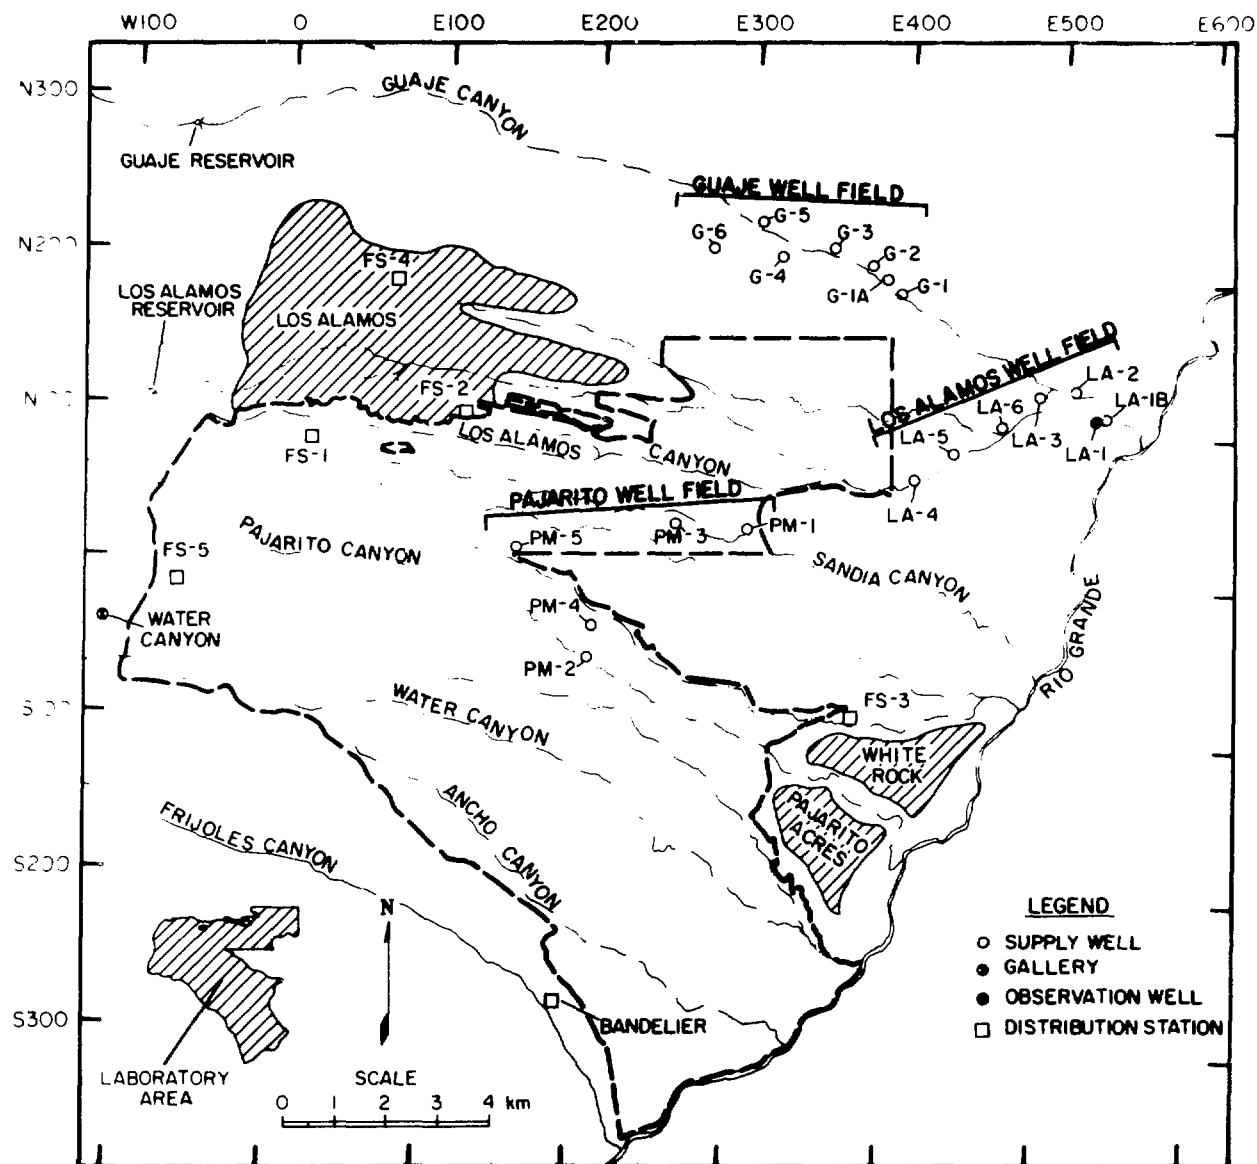 W100 0 E100 E200 E300 E400 E500 E600
GUAJE CANYON
GUAJE RESERVOIR
GUAJE WELL FIELD
G-5
G-6
G-3
G-4
G-2
G-1A
G-1
FS-4
LOS ALAMOS
RESERVOIR
LOS ALAMOS
LOS ALAMOS WELL FIELD
FS-2
LA-2
LA-6
LA-1B
LA-5
LA-3
LA-1
LA-4
FS-1
LOS ALAMOS CANYON
PAJARITO WELL FIELD
PAJARITO CANYON
PM-5
PM-3
PM-1
FS-5
SANDIA CANYON
WATER
CANYON
PM-4
PM-2
RIO GRANDE
FS-3
WATER CANYON
WHITE
ROCK
ANCHO CANYON
PAJARITO
ACRES
FRIJOLES CANYON
S200
N
LEGEND
SUPPLY WELL
GALLERY
OBSERVATION WELL
DISTRIBUTION STATION
S300
BANDELIER
LABORATORY
AREA
SCALE
0 1 2 3 4 km